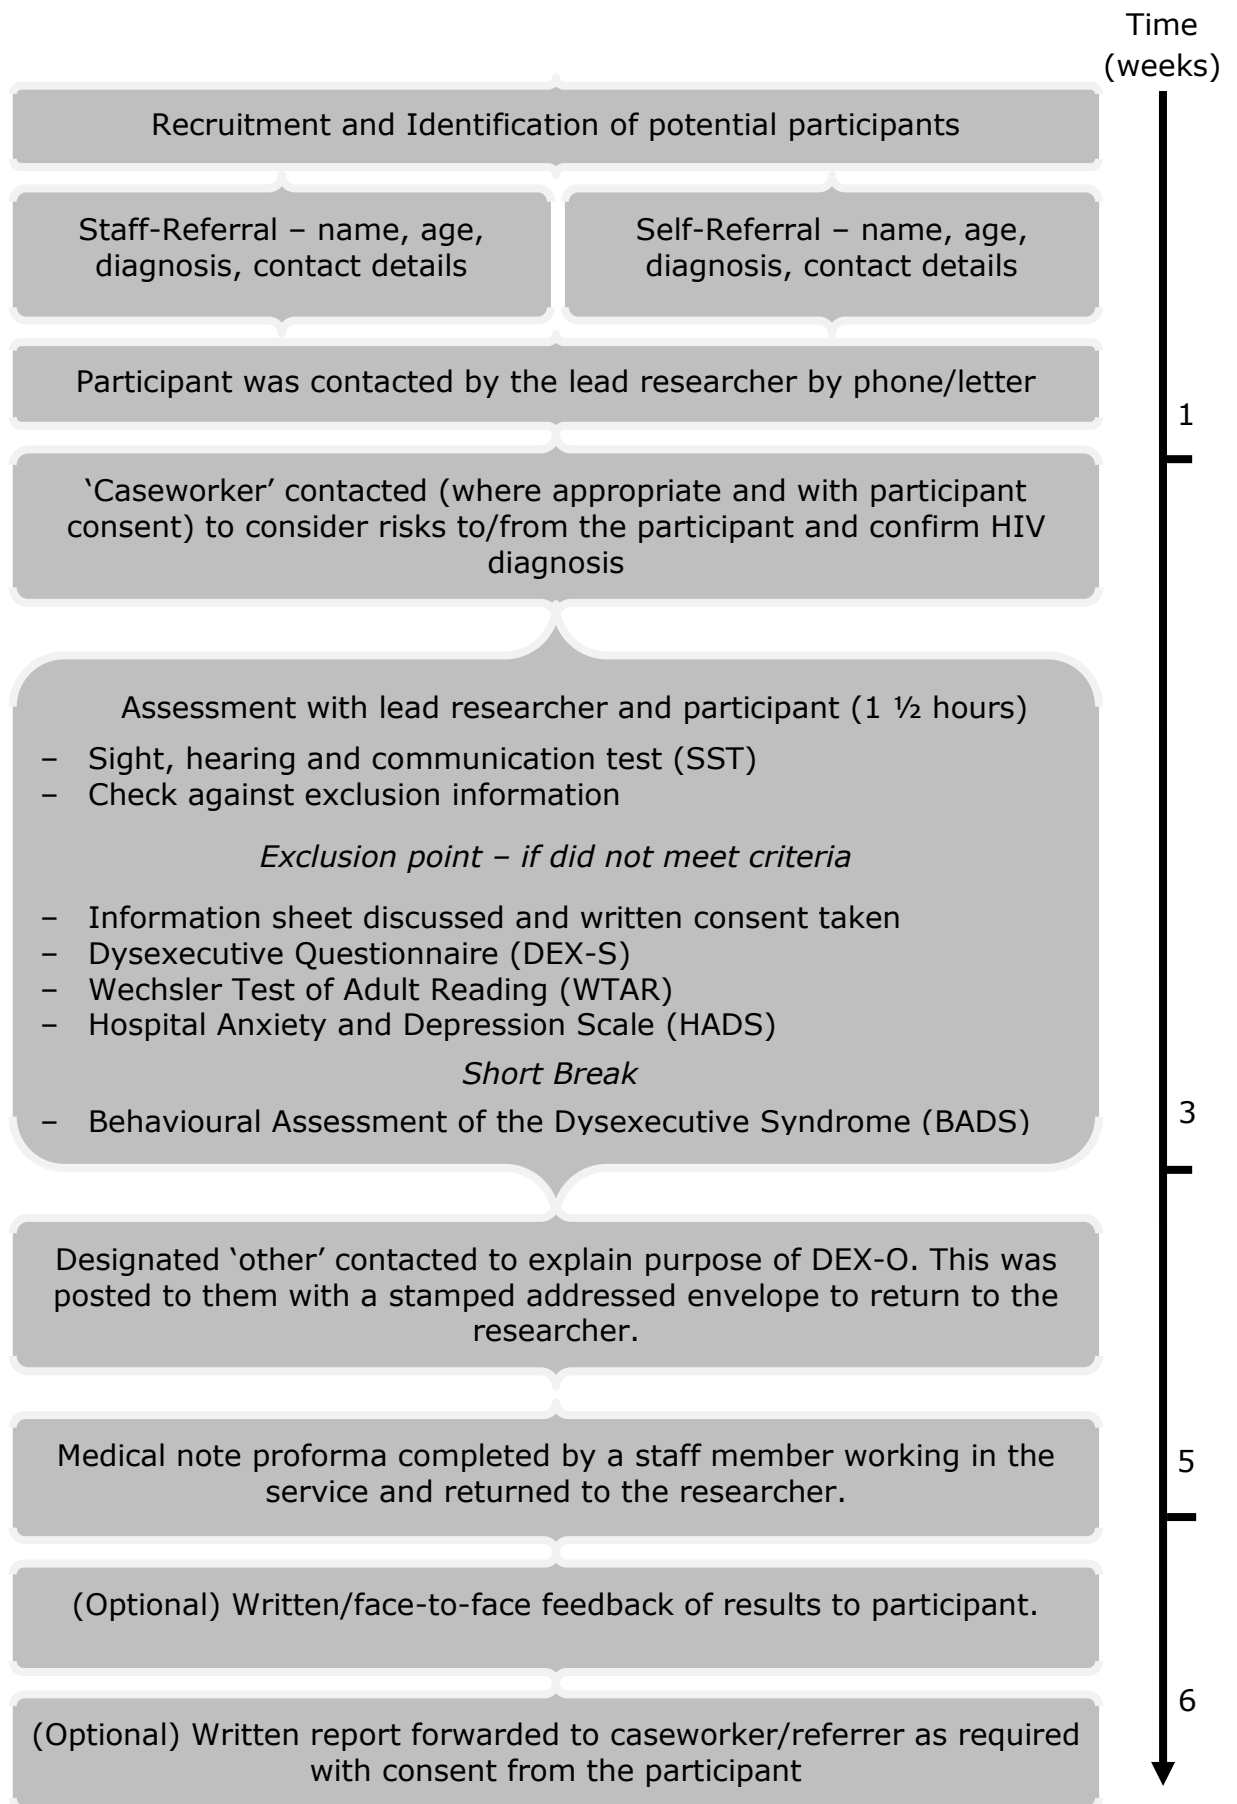 Time
(weeks)
Recruitment and Identification of potential participants
Staff-Referral – name, age,
diagnosis, contact details
Self-Referral – name, age,
diagnosis, contact details
Participant was contacted by the lead researcher by phone/letter
1
‘Caseworker’ contacted (where appropriate and with participant
consent) to consider risks to/from the participant and confirm HIV
diagnosis
Assessment with lead researcher and participant (1 ½ hours)
– Sight, hearing and communication test (SST)
– Check against exclusion information
Exclusion point – if did not meet criteria
– Information sheet discussed and written consent taken
– Dysexecutive Questionnaire (DEX-S)
– Wechsler Test of Adult Reading (WTAR)
– Hospital Anxiety and Depression Scale (HADS)
Short Break
– Behavioural Assessment of the Dysexecutive Syndrome (BADS)
3
Designated ‘other’ contacted to explain purpose of DEX-O. This was
posted to them with a stamped addressed envelope to return to the
researcher.
Medical note proforma completed by a staff member working in the
service and returned to the researcher.
5
(Optional) Written/face-to-face feedback of results to participant.
6
(Optional) Written report forwarded to caseworker/referrer as required
with consent from the participant